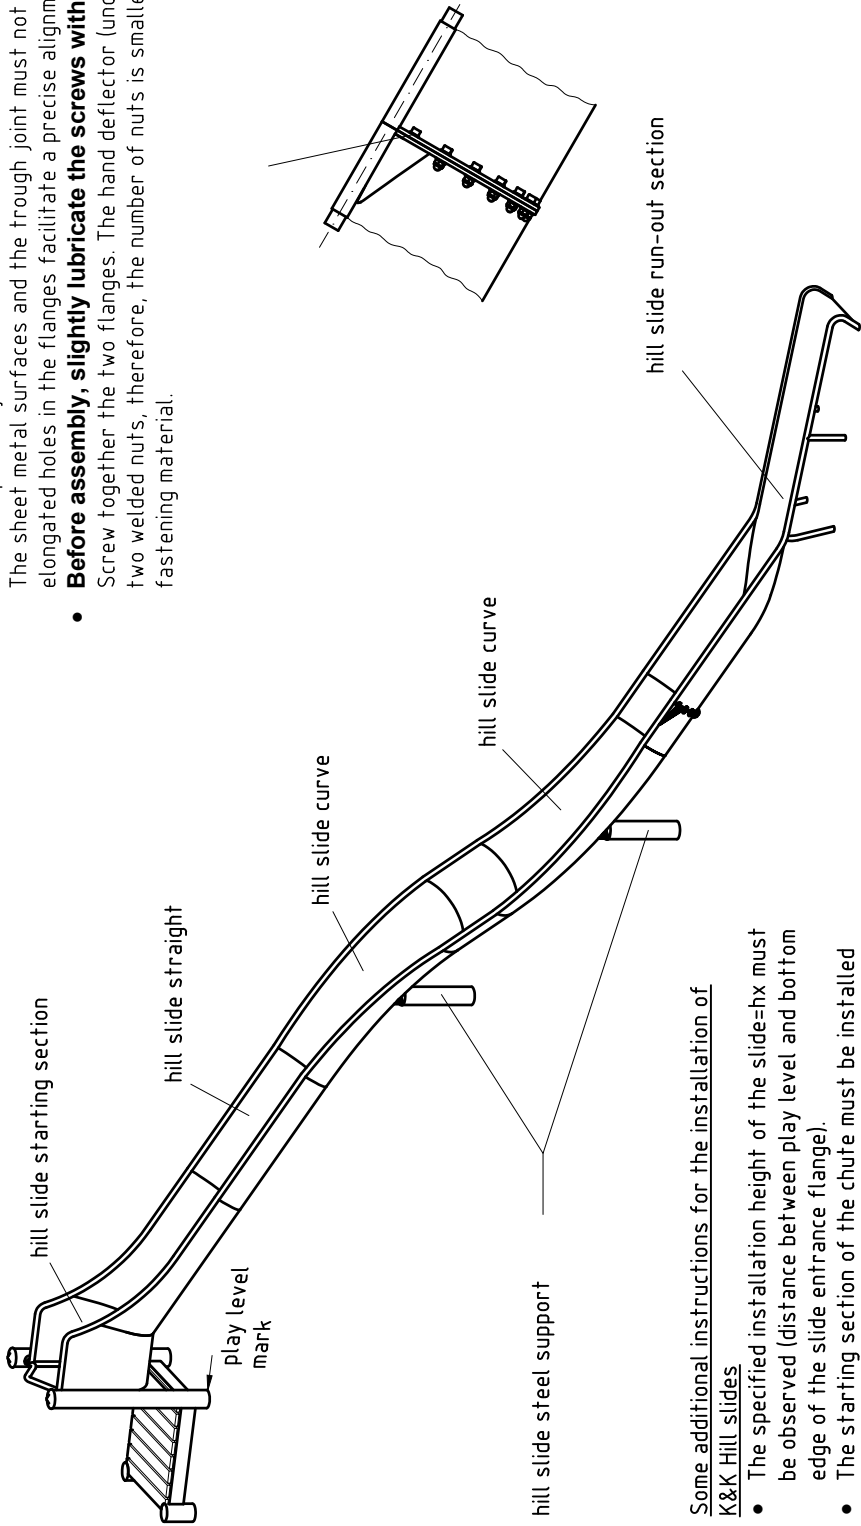 The sheet metal surfaces and the trough joint must not
elongated holes in the flanges facilitate a precise alignm
• Before assembly, slightly lubricate the screws with
Screw together the two flanges. The hand deflector (un
two welded nuts, therefore, the number of nuts is smalle
fastening material.
hill slide starting section
hill slide straight
hill slide curve
hill slide curve
hill slide run-out section
play level
mark
hill slide steel support
Some additional instructions for the installation of
K&K Hill slides
• The specified installation height of the slide=hx must
be observed (distance between play level and bottom
edge of the slide entrance flange).
• The starting section of the chute must be installed